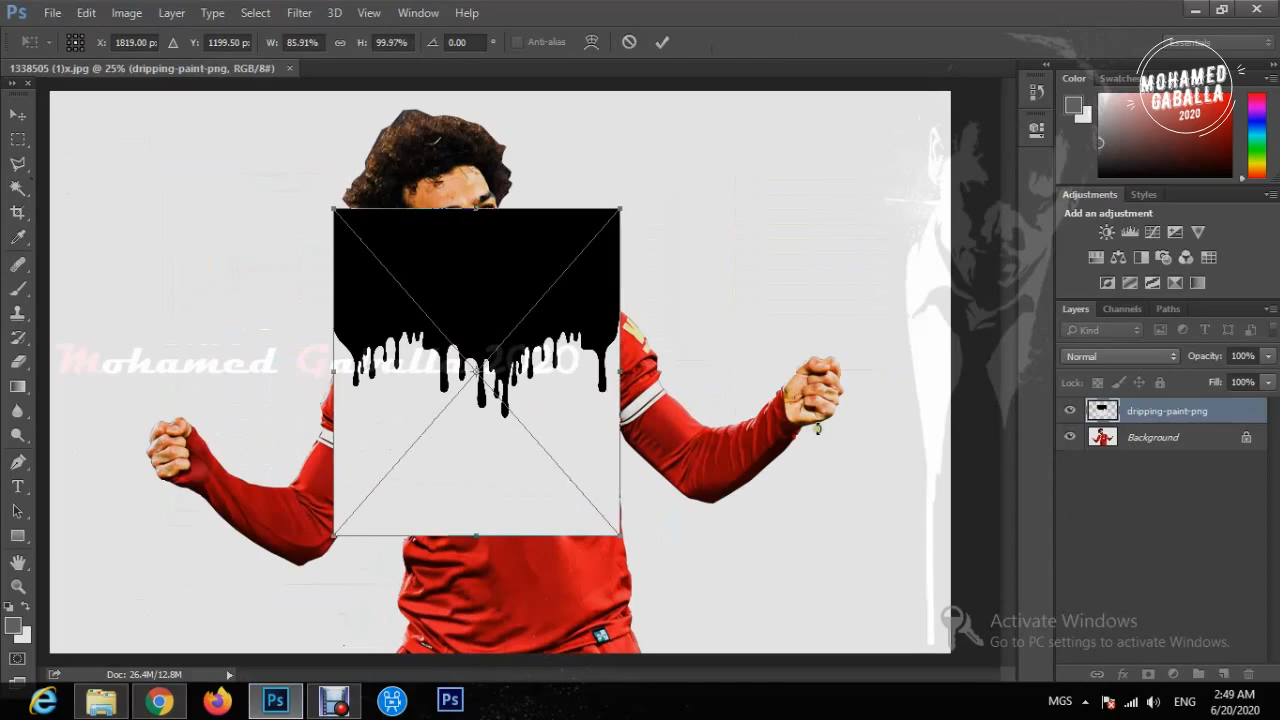 Ps File Edit Image Layer Type Select Filter 3D View Window Help
X: 1819.00 p: Y: 1199.50 p: W: 85.91% H: 99.97% 0.00 ° Anti-alias Essentials
1338505 (1)x.jpg @ 25% (dripping-paint-png, RGB/8#) ×
Color Swatches
MOHAMED
GABALLA
2020
Adjustments Styles
Add an adjustment
Layers Channels Paths
Kind
Normal Opacity: 100%
Lock: Fill: 100%
dripping-paint-png
Background
Mohamed Gaballa 2020
Activate Windows
Go to PC settings to activate Windows.
Doc: 26.4M/12.8M
Ps Ps MGS ENG 2:49 AM
6/20/2020